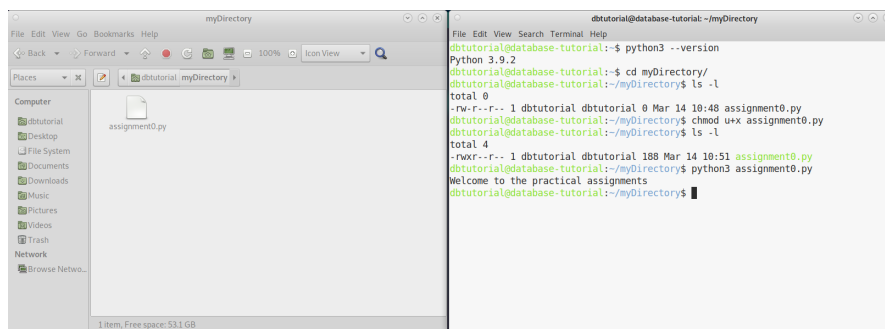 myDirectory
File Edit View Go Bookmarks Help
Back Forward 100% Icon View
Places dbtutorial myDirectory
Computer
dbtutorial
Desktop
File System
Documents
Downloads
Music
Pictures
Videos
Trash
Network
Browse Netwo...
assignment0.py
1 item, Free space: 53.1 GB
dbtutorial@database-tutorial: ~/myDirectory
File Edit View Search Terminal Help
dbtutorial@database-tutorial:~$ python3 --version
Python 3.9.2
dbtutorial@database-tutorial:~$ cd myDirectory/
dbtutorial@database-tutorial:~/myDirectory$ ls -l
total 0
-rw-r--r-- 1 dbtutorial dbtutorial 0 Mar 14 10:48 assignment0.py
dbtutorial@database-tutorial:~/myDirectory$ chmod u+x assignment0.py
dbtutorial@database-tutorial:~/myDirectory$ ls -l
total 4
-rwxr--r-- 1 dbtutorial dbtutorial 188 Mar 14 10:51 assignment0.py
dbtutorial@database-tutorial:~/myDirectory$ python3 assignment0.py
Welcome to the practical assignments
dbtutorial@database-tutorial:~/myDirectory$